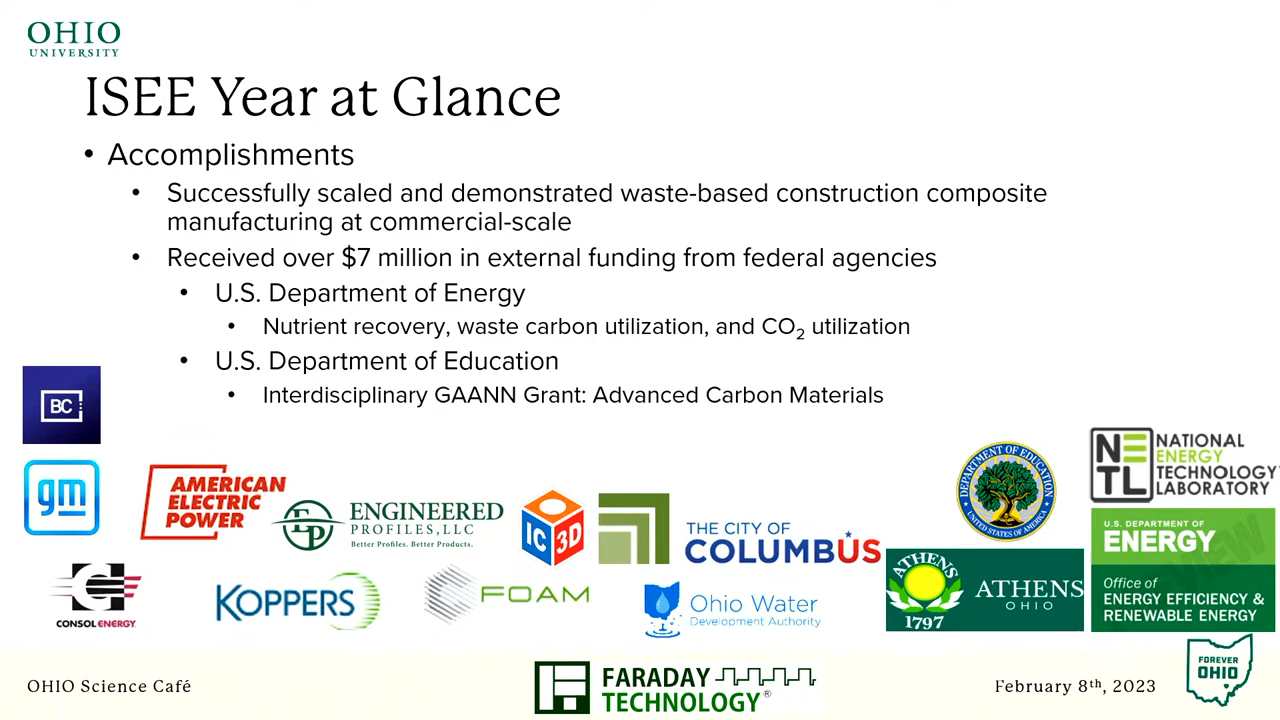 OHIO
UNIVERSITY
ISEE Year at Glance
• Accomplishments
• Successfully scaled and demonstrated waste-based construction composite
manufacturing at commercial-scale
• Received over $7 million in external funding from federal agencies
• U.S. Department of Energy
• Nutrient recovery, waste carbon utilization, and CO₂ utilization
• U.S. Department of Education
• Interdisciplinary GAANN Grant: Advanced Carbon Materials
BC
gm
AMERICAN
ELECTRIC
POWER
EP
ENGINEERED
PROFILES, LLC
Better Profiles. Better Products.
IC
3D
THE CITY OF
COLUMBUS
DEPARTMENT OF EDUCATION
UNITED STATES OF AMERICA
NE
TL
NATIONAL
ENERGY
TECHNOLOGY
LABORATORY
U.S. DEPARTMENT OF
ENERGY
Office of
ENERGY EFFICIENCY &
RENEWABLE ENERGY
C
CONSOL ENERGY
KOPPERS
FOAM
Ohio Water
Development Authority
ATHENS
1797
ATHENS
OHIO
OHIO Science Café
FARADAY
TECHNOLOGY®
February 8th, 2023
FOREVER
OHIO